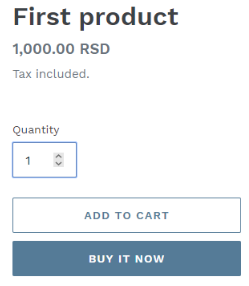 First product
1,000.00 RSD
Tax included.
Quantity
1
ADD TO CART
BUY IT NOW